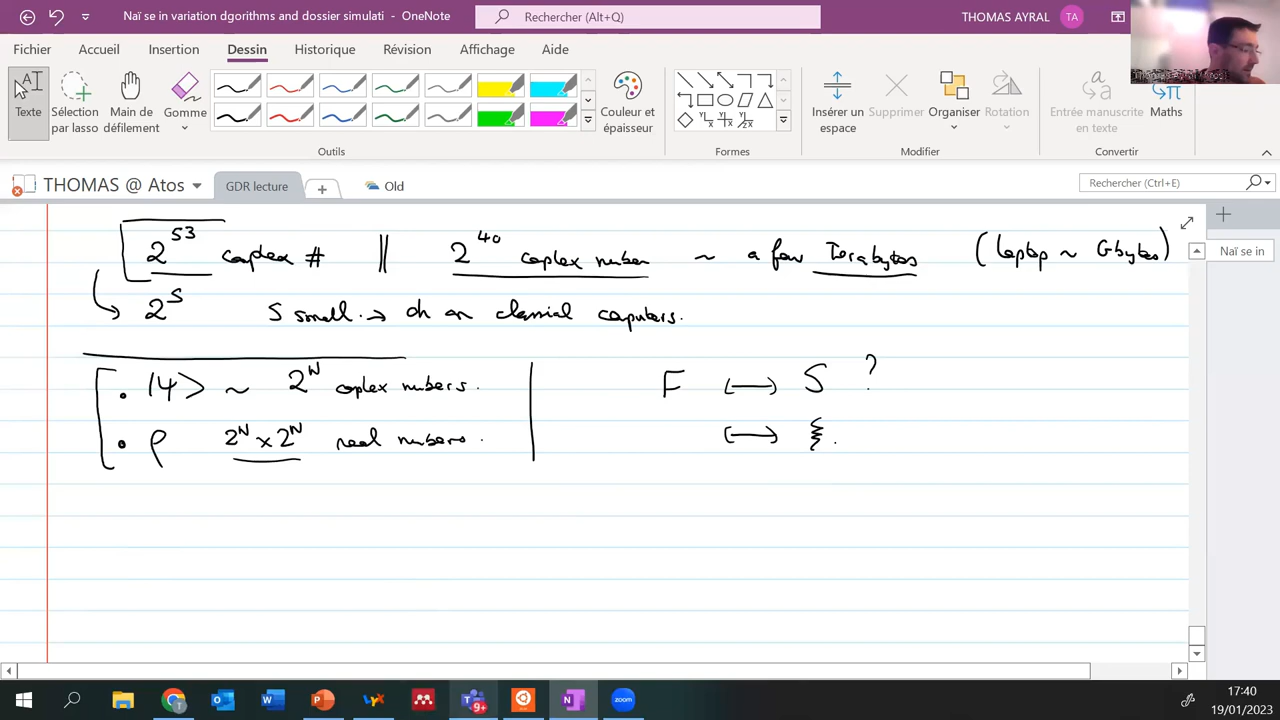 Naï se in variation dgorithms and dossier simulati - OneNote
Rechercher (Alt+Q)
THOMAS AYRAL TA
Fichier Accueil Insertion Dessin Historique Révision Affichage Aide
Texte Sélection par lasso Main de défilement Gomme Couleur et épaisseur Insérer un espace Supprimer Organiser Rotation Entrée manuscrite en texte Maths
Outils Formes Modifier Convertir
THOMAS @ Atos GDR lecture Old Rechercher (Ctrl+E)
Naï se in
2^53 complex # || 2^40 complex number ~ a few Terabytes (laptop ~ Gbytes)
→ 2^S S small → ok on classical computers.
• |ψ> ~ 2^N complex numbers. F ↔ S ?
• ρ 2^N x 2^N real numbers. ↔ ξ.
9+
17:40
19/01/2023